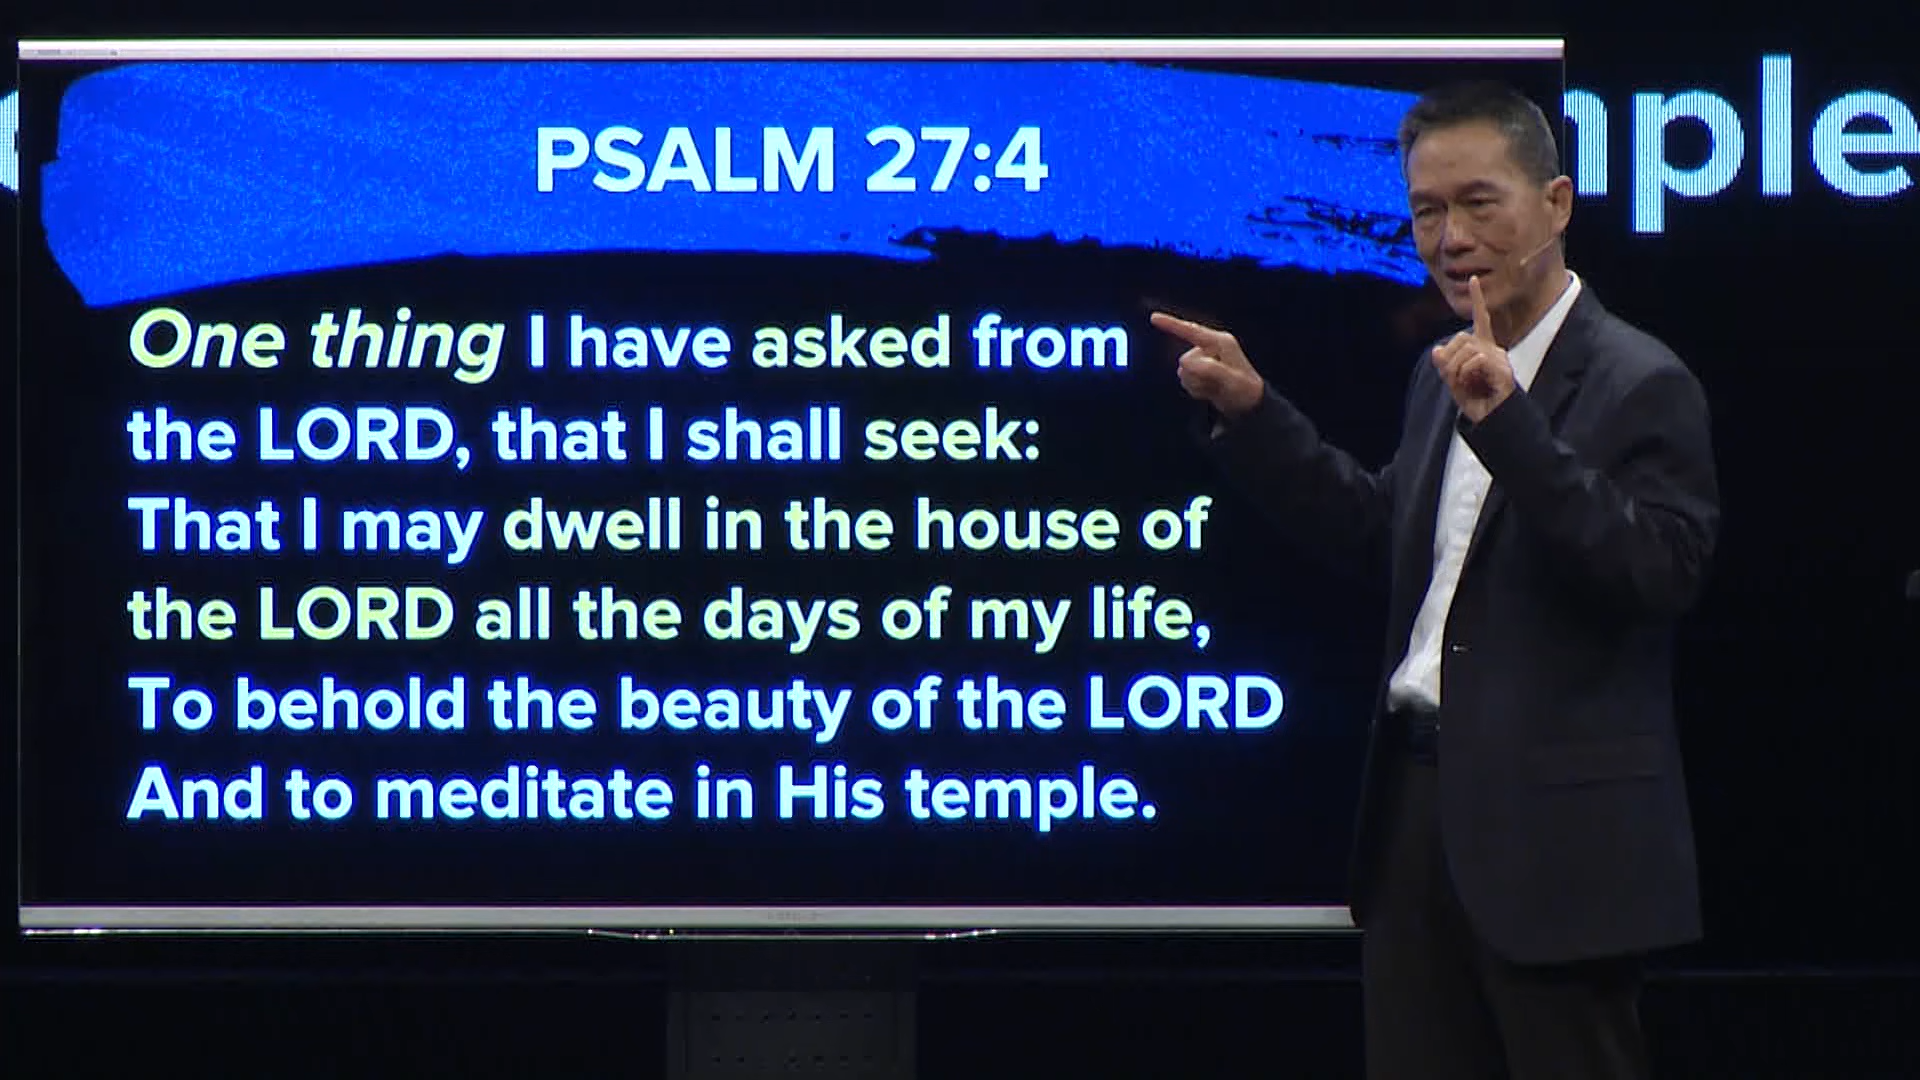 PSALM 27:4
One thing I have asked from
the LORD, that I shall seek:
That I may dwell in the house of
the LORD all the days of my life,
To behold the beauty of the LORD
And to meditate in His temple.